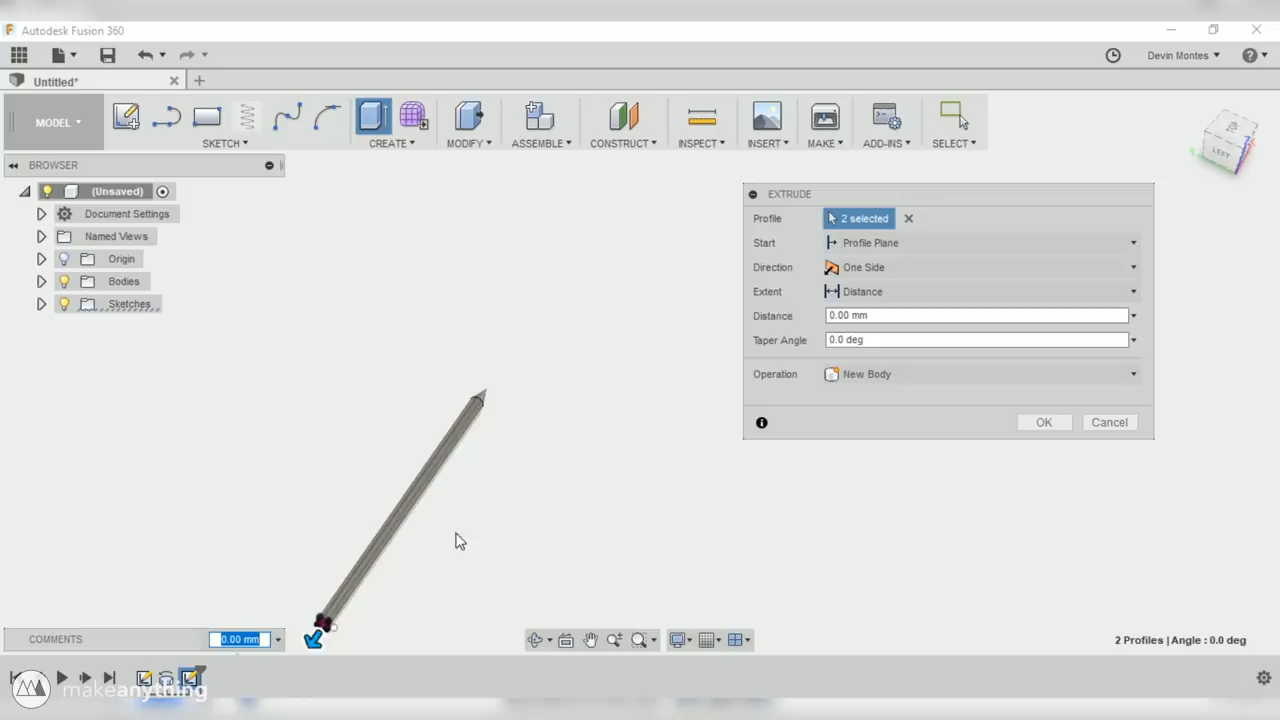 Autodesk Fusion 360
Devin Montes
Untitled*
MODEL
SKETCH
CREATE
MODIFY
ASSEMBLE
CONSTRUCT
INSPECT
INSERT
MAKE
ADD-INS
SELECT
LEFT
BROWSER
(Unsaved)
Document Settings
Named Views
Origin
Bodies
Sketches
EXTRUDE
Profile 2 selected
Start Profile Plane
Direction One Side
Extent Distance
Distance 0.00 mm
Taper Angle 0.0 deg
Operation New Body
OK Cancel
COMMENTS 0.00 mm
2 Profiles | Angle : 0.0 deg
makeanything